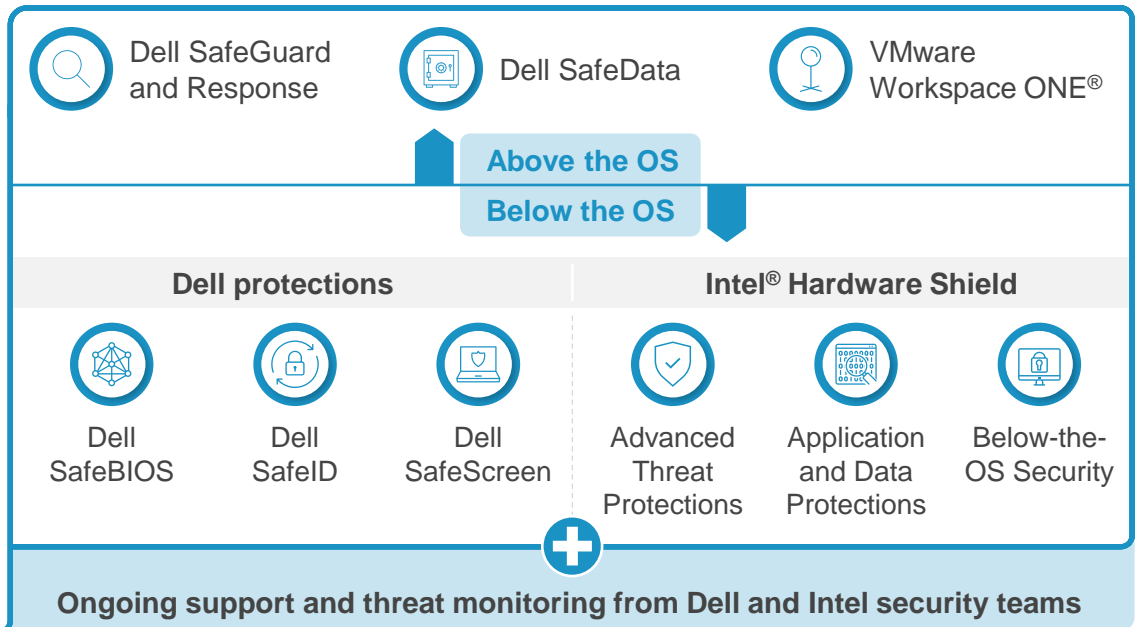 Dell SafeGuard
and Response
Dell SafeData
VMware
Workspace ONE®
Above the OS
Below the OS
Dell protections
Intel® Hardware Shield
Dell
SafeBIOS
Dell
SafeID
Dell
SafeScreen
Advanced
Threat
Protections
Application
and Data
Protections
Below-the-
OS Security
Ongoing support and threat monitoring from Dell and Intel security teams